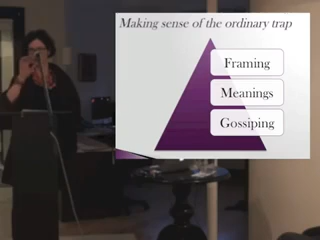 Making sense of the ordinary trap
Framing
Meanings
Gossiping